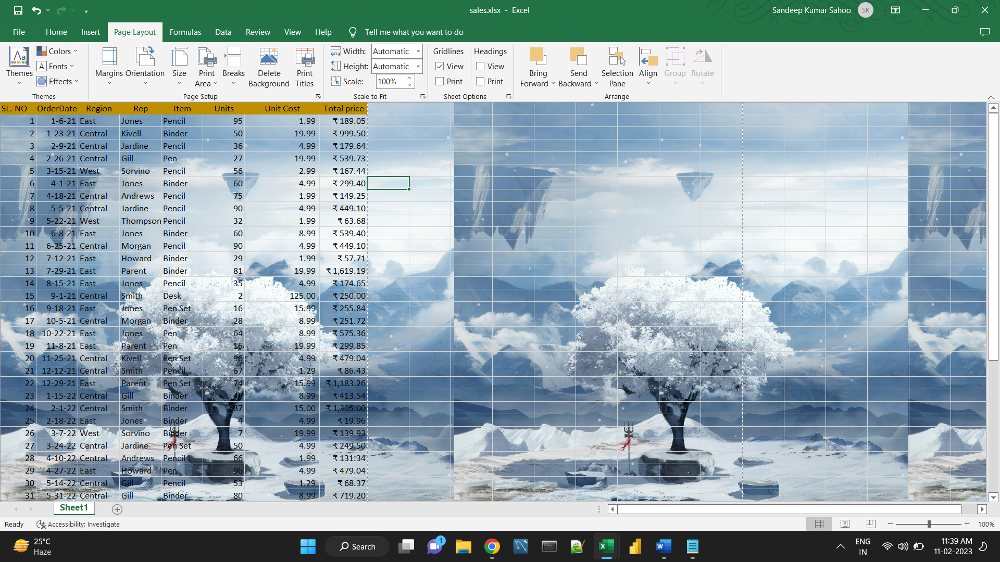 sales.xlsx - Excel
Sandeep Kumar Sahoo SK
File Home Insert Page Layout Formulas Data Review View Help Tell me what you want to do
Aa Themes
Colors
A Fonts
Effects
Themes
Margins
Orientation
Size
Print Area
Breaks
Delete Background
Print Titles
Page Setup
Width: Automatic
Height: Automatic
Scale: 100%
Scale to Fit
Gridlines Headings
View View
Print Print
Sheet Options
Bring Forward
Send Backward
Selection Pane
Align
Group
Rotate
Arrange
SL. NO OrderDate Region Rep Item Units Unit Cost Total price
1 1-6-21 East Jones Pencil 95 1.99 ₹ 189.05
2 1-23-21 Central Kivell Binder 50 19.99 ₹ 999.50
3 2-9-21 Central Jardine Pencil 36 4.99 ₹ 179.64
4 2-26-21 Central Gill Pen 27 19.99 ₹ 539.73
5 3-15-21 West Sorvino Pencil 56 2.99 ₹ 167.44
6 4-1-21 East Jones Binder 60 4.99 ₹ 299.40
7 4-18-21 Central Andrews Pencil 75 1.99 ₹ 149.25
8 5-5-21 Central Jardine Pencil 90 4.99 ₹ 449.10
9 5-22-21 West Thompson Pencil 32 1.99 ₹ 63.68
10 6-8-21 East Jones Binder 60 8.99 ₹ 539.40
11 6-25-21 Central Morgan Pencil 90 4.99 ₹ 449.10
12 7-12-21 East Howard Binder 29 1.99 ₹ 57.71
13 7-29-21 East Parent Binder 81 19.99 ₹ 1,619.19
14 8-15-21 East Jones Pencil 35 4.99 ₹ 174.65
15 9-1-21 Central Smith Desk 2 125.00 ₹ 250.00
16 9-18-21 East Jones Pen Set 16 15.99 ₹ 255.84
17 10-5-21 Central Morgan Binder 28 8.99 ₹ 251.72
18 10-22-21 East Jones Pen 64 8.99 ₹ 575.36
19 11-8-21 East Parent Pen 15 19.99 ₹ 299.85
20 11-25-21 Central Kivell Pen Set 96 4.99 ₹ 479.04
21 12-12-21 Central Smith Pencil 67 1.29 ₹ 86.43
22 12-29-21 East Parent Pen Set 74 15.99 ₹ 1,183.26
23 1-15-22 Central Gill Binder 46 8.99 ₹ 413.54
24 2-1-22 Central Smith Binder 87 15.00 ₹ 1,305.00
25 2-18-22 East Jones Binder 4 4.99 ₹ 19.96
26 3-7-22 West Sorvino Binder 7 19.99 ₹ 139.93
27 3-24-22 Central Jardine Pen Set 50 4.99 ₹ 249.50
28 4-10-22 Central Andrews Pencil 66 1.99 ₹ 131.34
29 4-27-22 East Howard Pen 96 4.99 ₹ 479.04
30 5-14-22 Central Gill Pencil 53 1.29 ₹ 68.37
31 5-31-22 Central Gill Binder 80 8.99 ₹ 719.20
Sheet1
Ready Accessibility: Investigate 100%
25°C
Haze
Search
1
ENG
IN
11:39 AM
11-02-2023